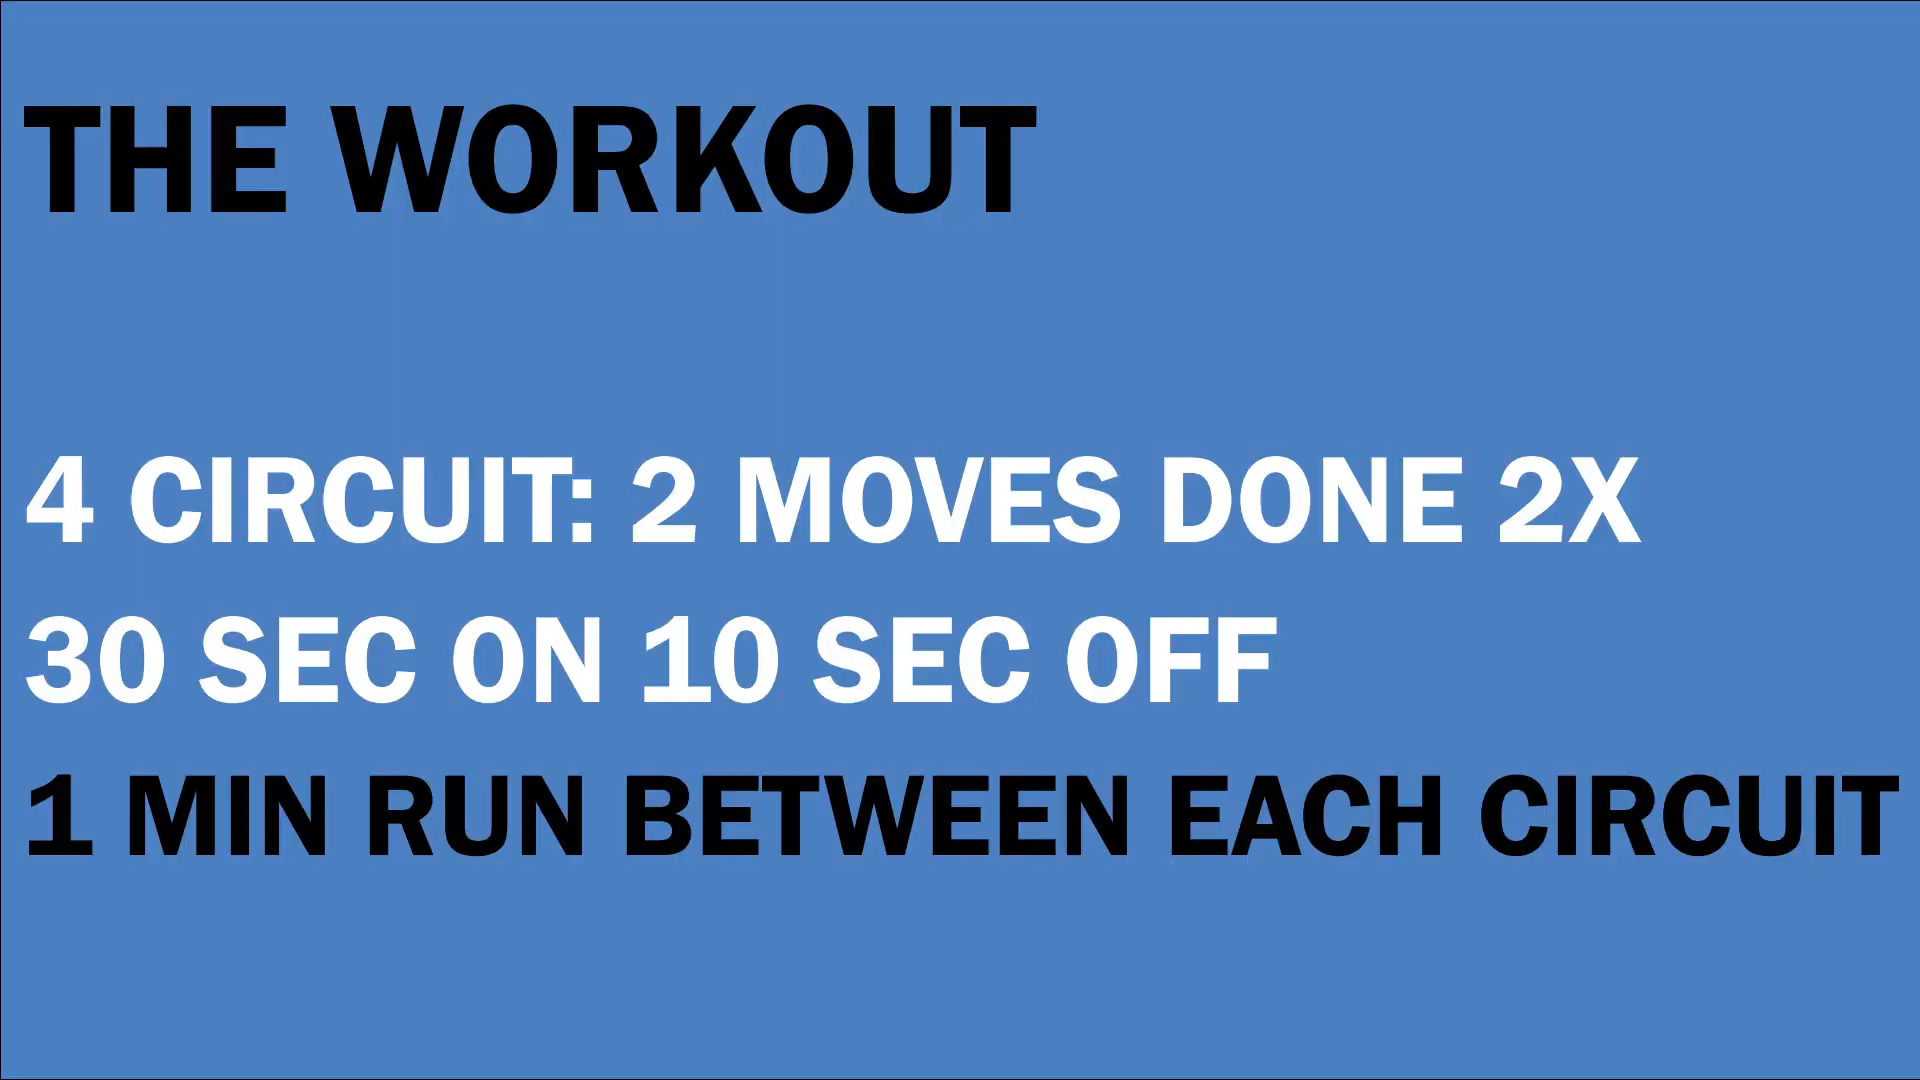 THE WORKOUT
4 CIRCUIT: 2 MOVES DONE 2X
30 SEC ON 10 SEC OFF
1 MIN RUN BETWEEN EACH CIRCUIT